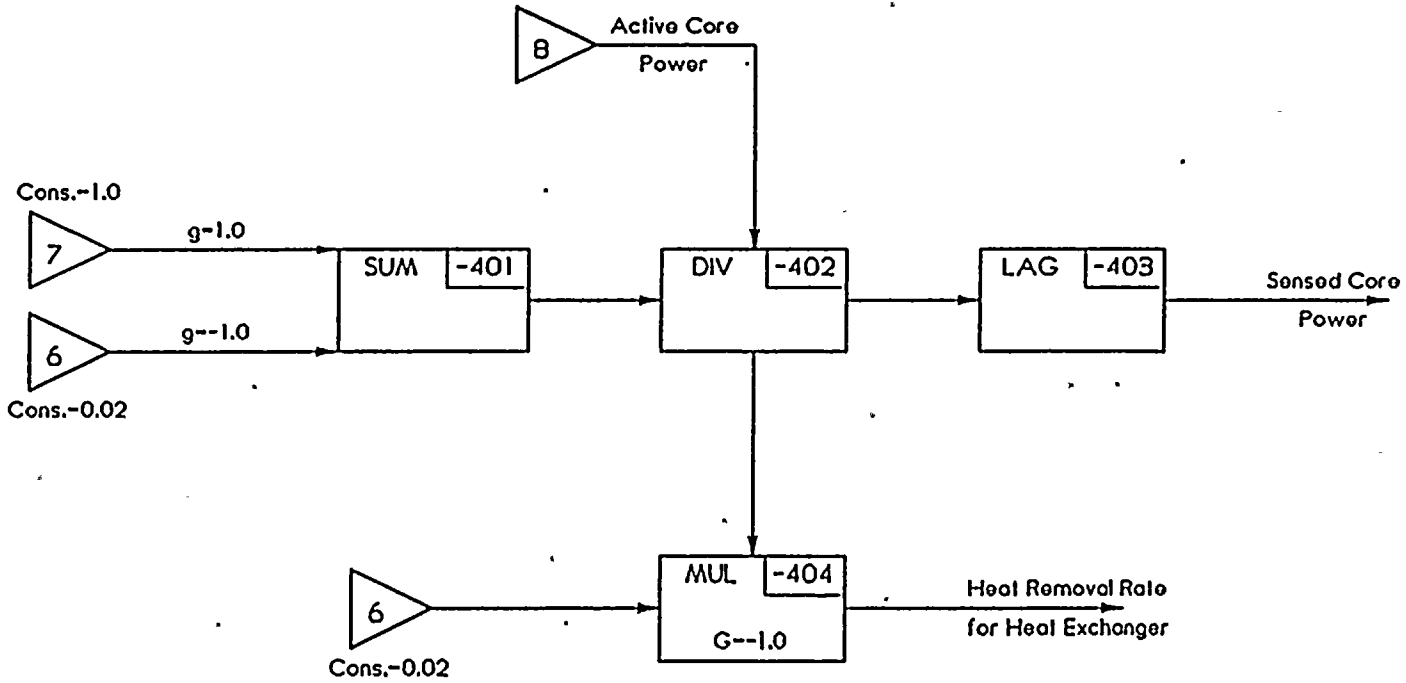 8
Active Core
Power
Cons.-1.0
7
g-1.0
SUM
-401
DIV
-402
LAG
-403
Sensed Core
Power
6
g--1.0
Cons.-0.02
6
Cons.-0.02
MUL
-404
G--1.0
Heat Removal Rate
for Heat Exchanger